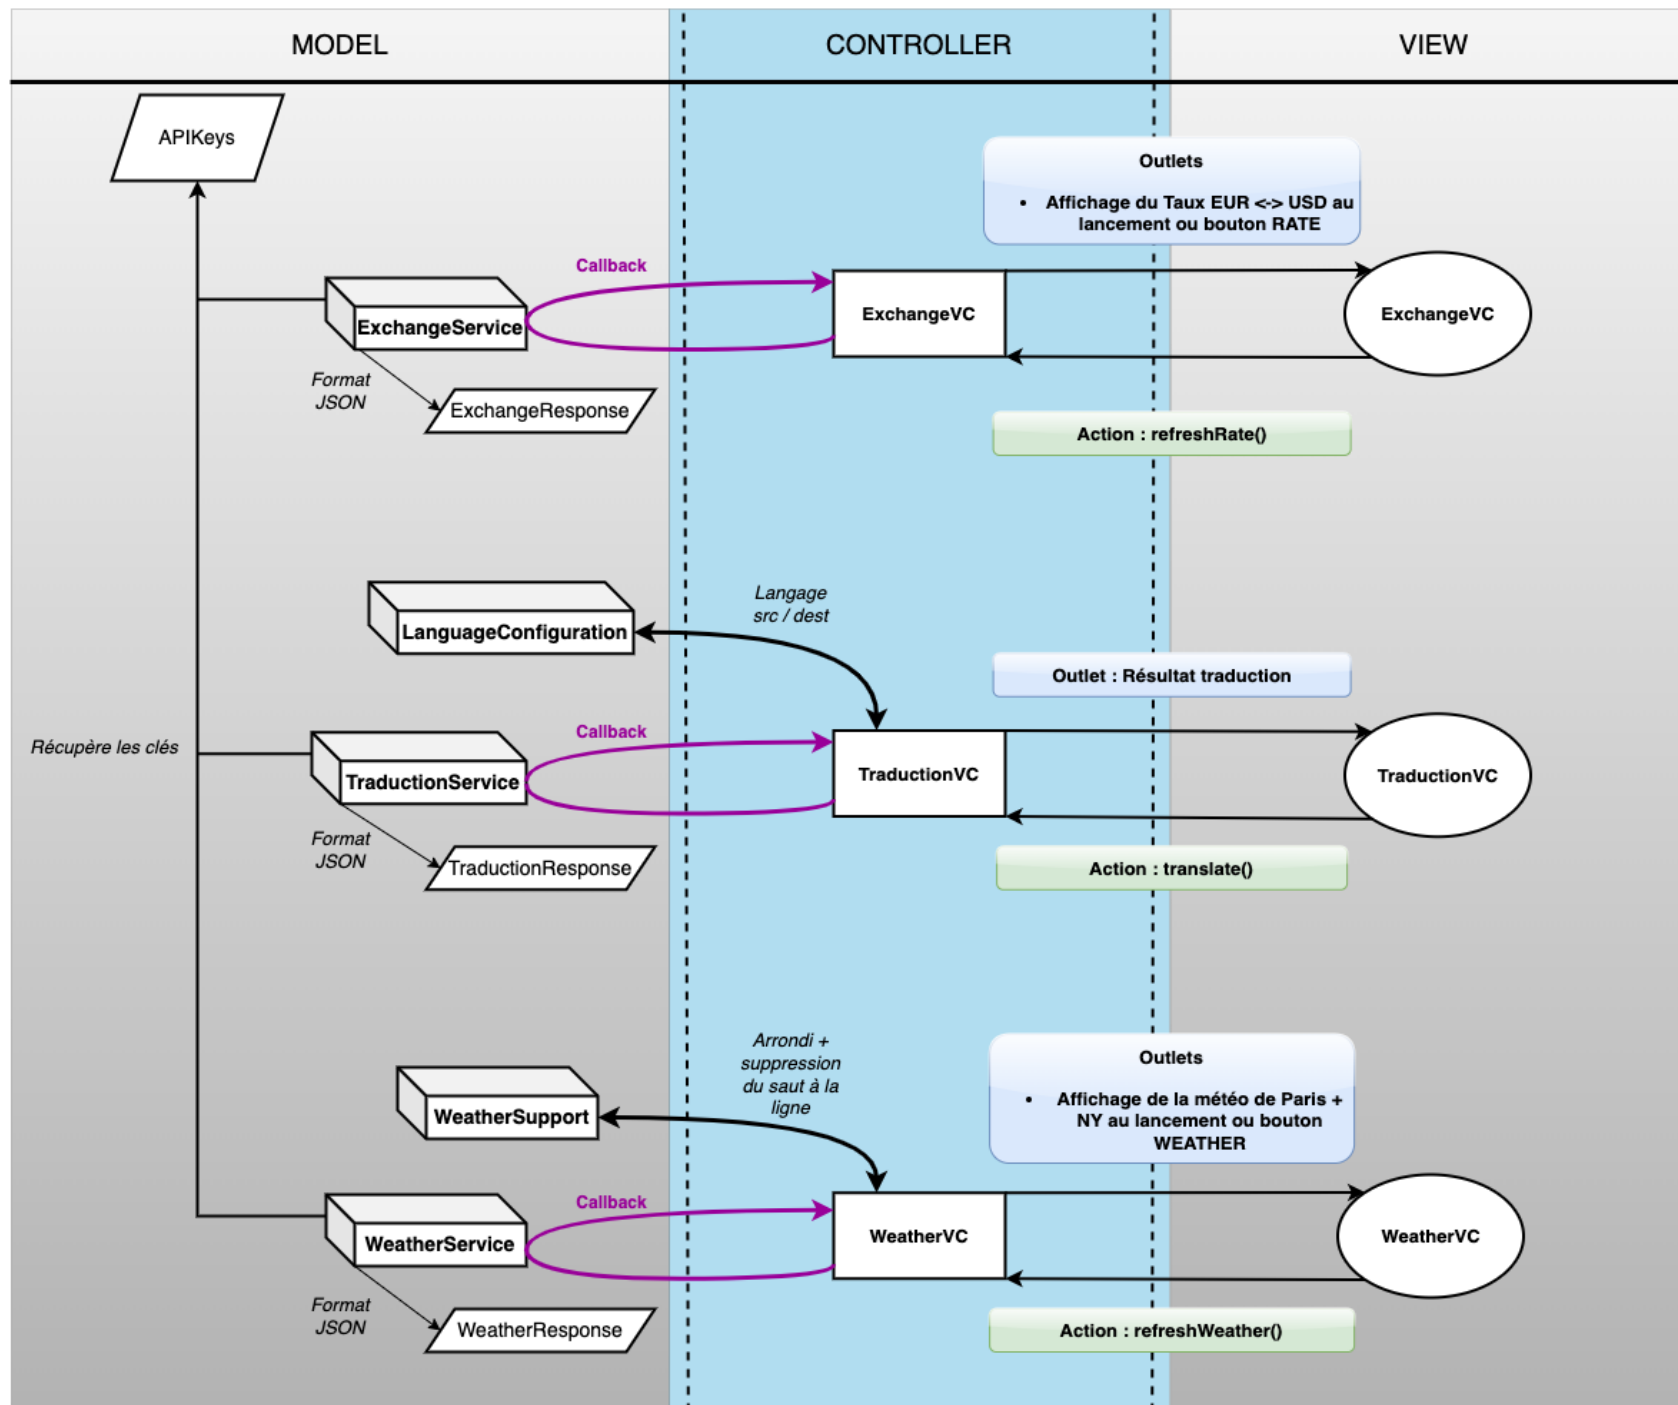 MODEL
CONTROLLER
VIEW
APIKeys
Outlets
• Affichage du Taux EUR <-> USD au
lancement ou bouton RATE
Callback
ExchangeService
ExchangeVC
ExchangeVC
Format
JSON
ExchangeResponse
Action : refreshRate()
Langage
src / dest
LanguageConfiguration
Outlet : Résultat traduction
Récupère les clés
Callback
TraductionService
TraductionVC
TraductionVC
Format
JSON
TraductionResponse
Action : translate()
Arrondi +
suppression
du saut à la
ligne
WeatherSupport
Outlets
• Affichage de la météo de Paris +
NY au lancement ou bouton
WEATHER
Callback
WeatherService
WeatherVC
WeatherVC
Format
JSON
WeatherResponse
Action : refreshWeather()